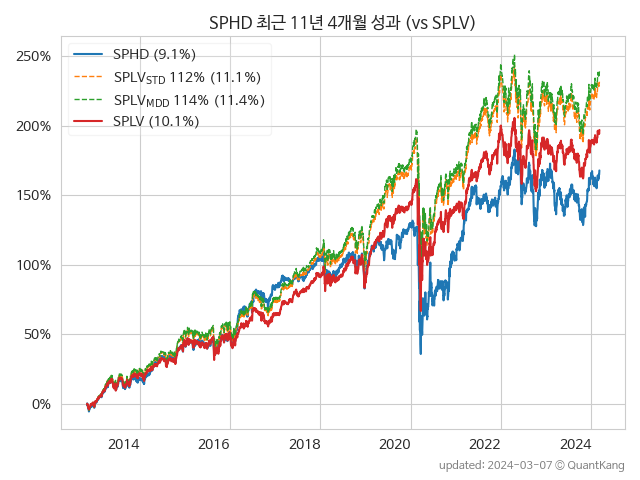 SPHD 최근 11년 4개월 성과 (vs SPLV)
SPHD (9.1%)
SPLVSTD 112% (11.1%)
SPLVMDD 114% (11.4%)
SPLV (10.1%)
250%
200%
150%
100%
50%
0%
2014 2016 2018 2020 2022 2024
updated: 2024-03-07 © QuantKang